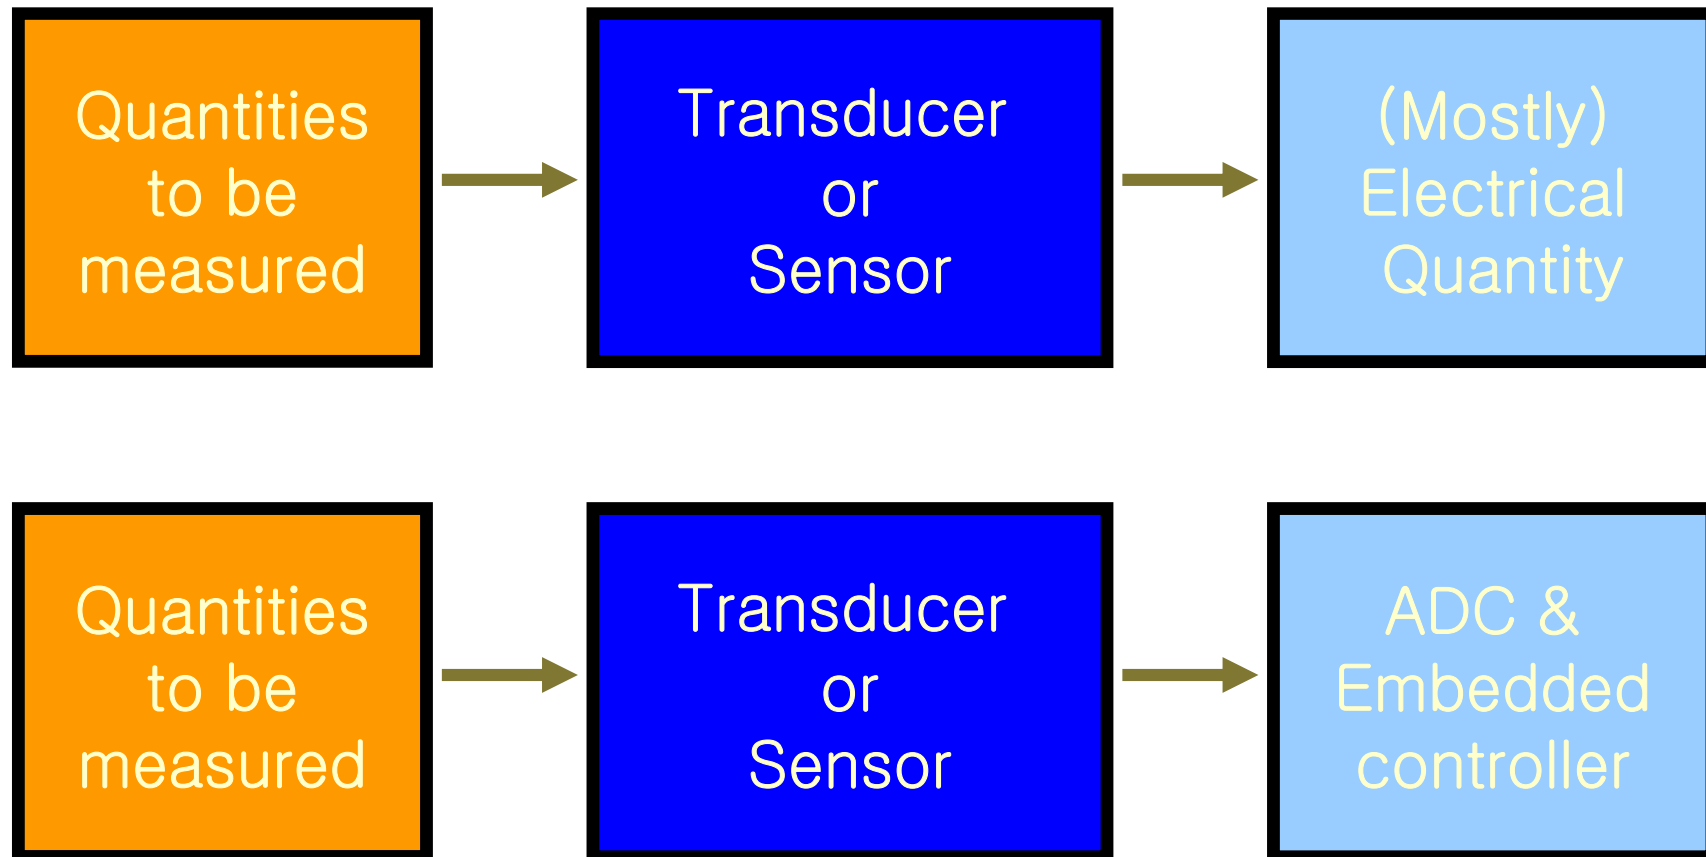 Quantities
to be
measured
Transducer
or
Sensor
(Mostly)
Electrical
Quantity
Quantities
to be
measured
Transducer
or
Sensor
ADC &
Embedded
controller